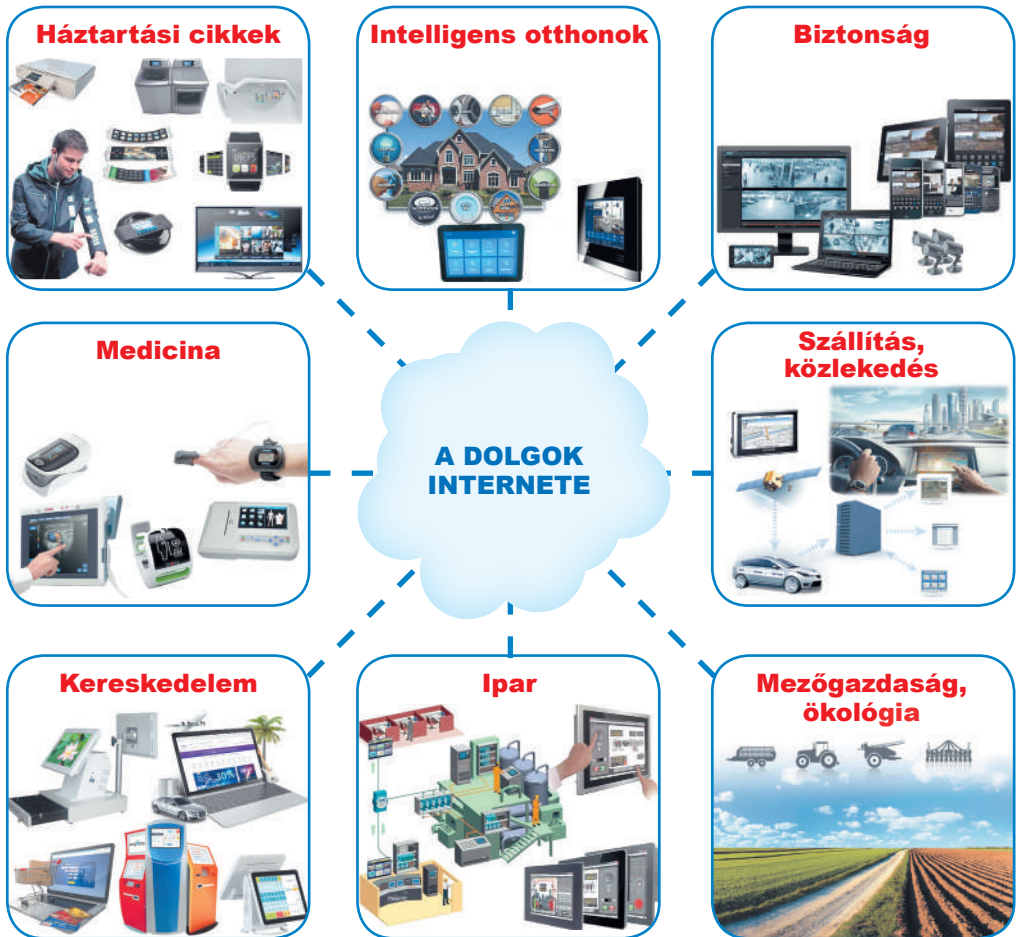 Háztartási cikkek
Intelligens otthonok
Biztonság
Medicina
A DOLGOK
INTERNETE
Szállítás,
közlekedés
Kereskedelem
Ipar
Mezőgazdaság,
ökológia